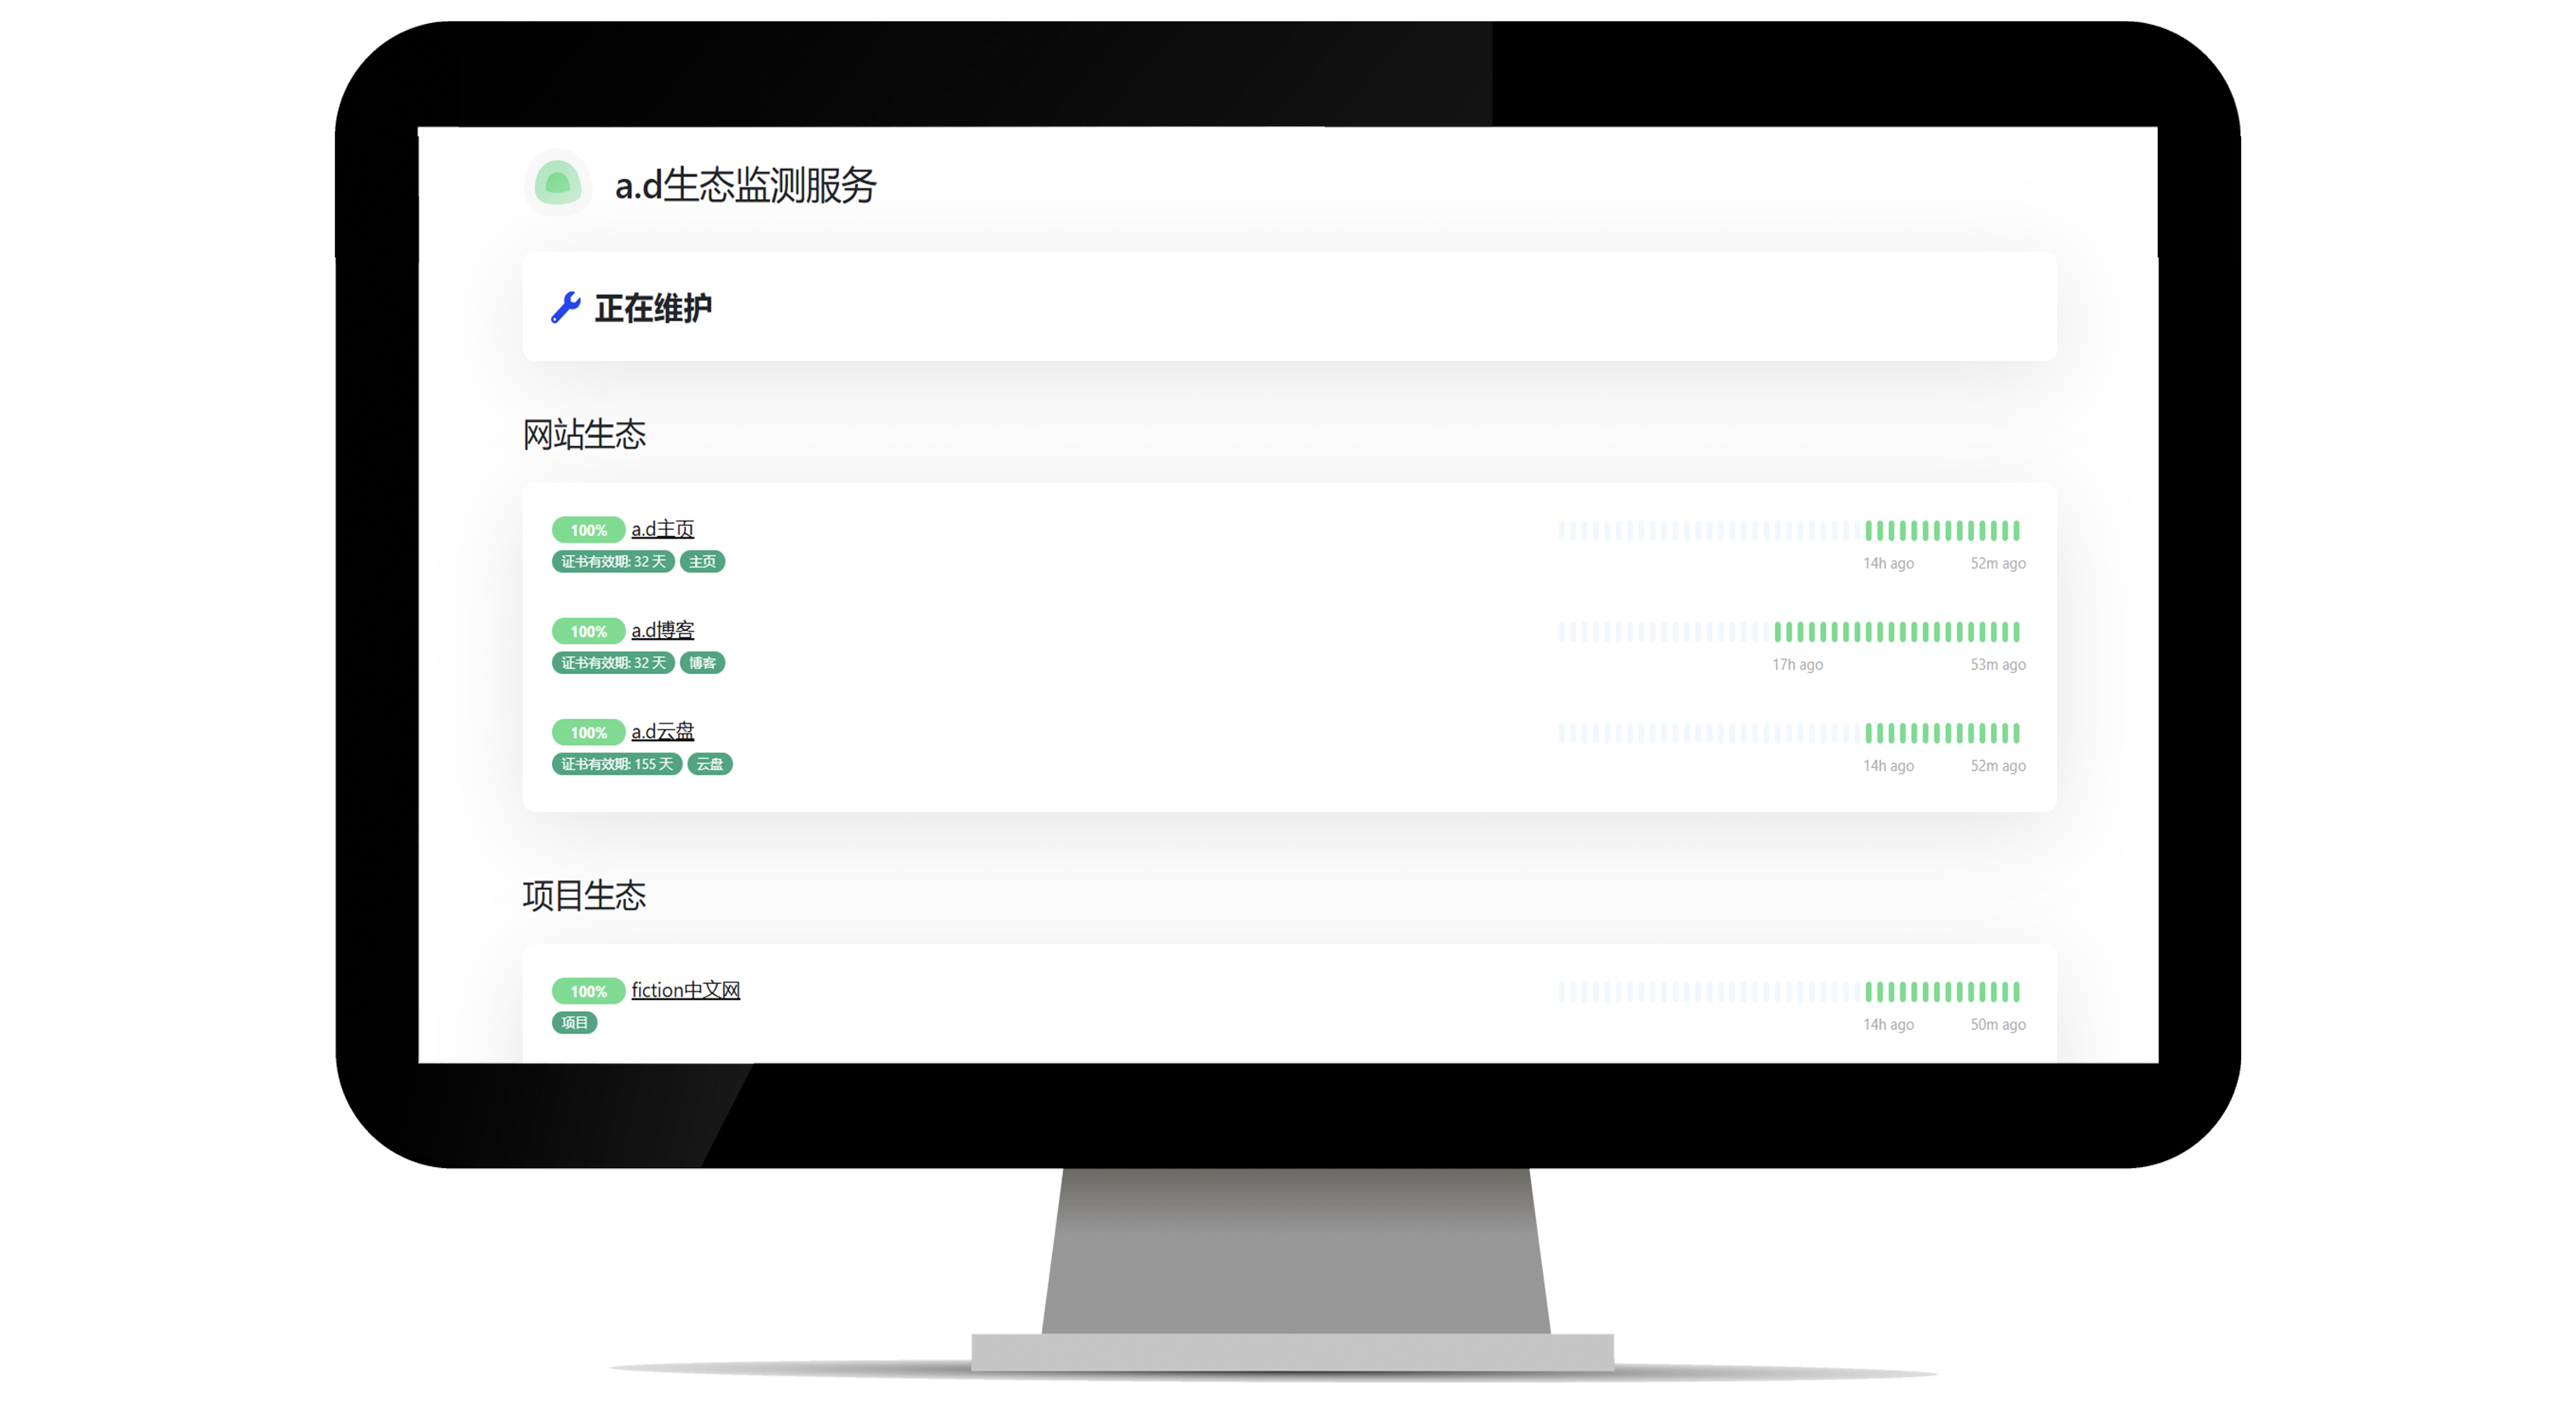 a.d生态监测服务
正在维护
网站生态
100% a.d主页
证书有效期: 32 天 主页
14h ago 52m ago
100% a.d博客
证书有效期: 32 天 博客
17h ago 53m ago
100% a.d云盘
证书有效期: 155 天 云盘
14h ago 52m ago
项目生态
100% fiction中文网
项目
14h ago 50m ago